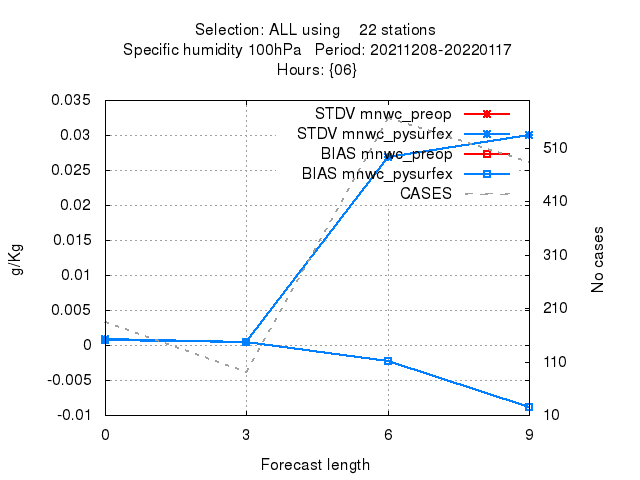 Selection: ALL using 22 stations
Specific humidity 100hPa Period: 20211208-20220117
Hours: {06}
STDV mnwc_preop
STDV mnwc_pysurfex
BIAS mnwc_preop
BIAS mnwc_pysurfex
CASES
g/Kg
0.035
0.03
0.025
0.02
0.015
0.01
0.005
0
-0.005
-0.01
510
410
310
210
110
10
No cases
0 3 6 9
Forecast length